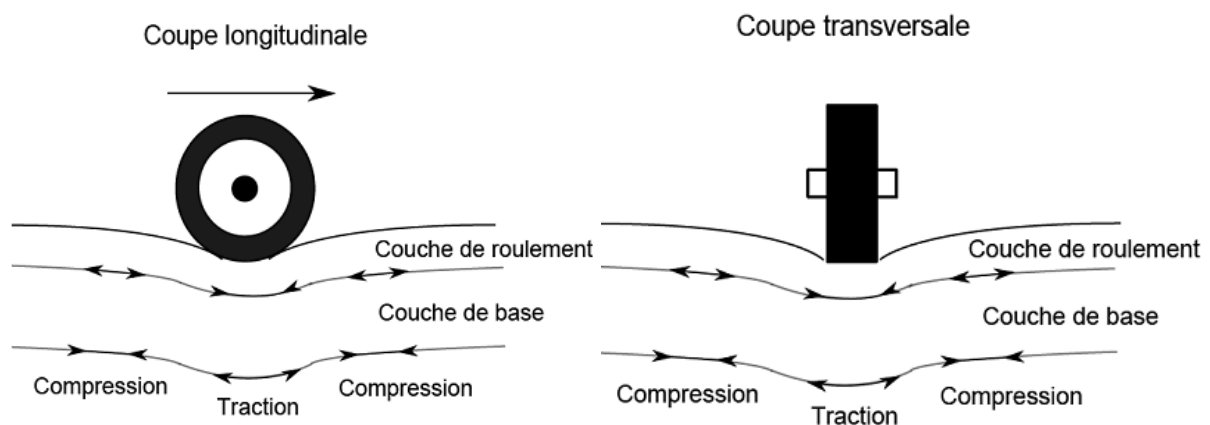 Coupe longitudinale
Couche de roulement
Couche de base
Compression
Traction
Compression
Coupe transversale
Couche de roulement
Couche de base
Compression
Traction
Compression